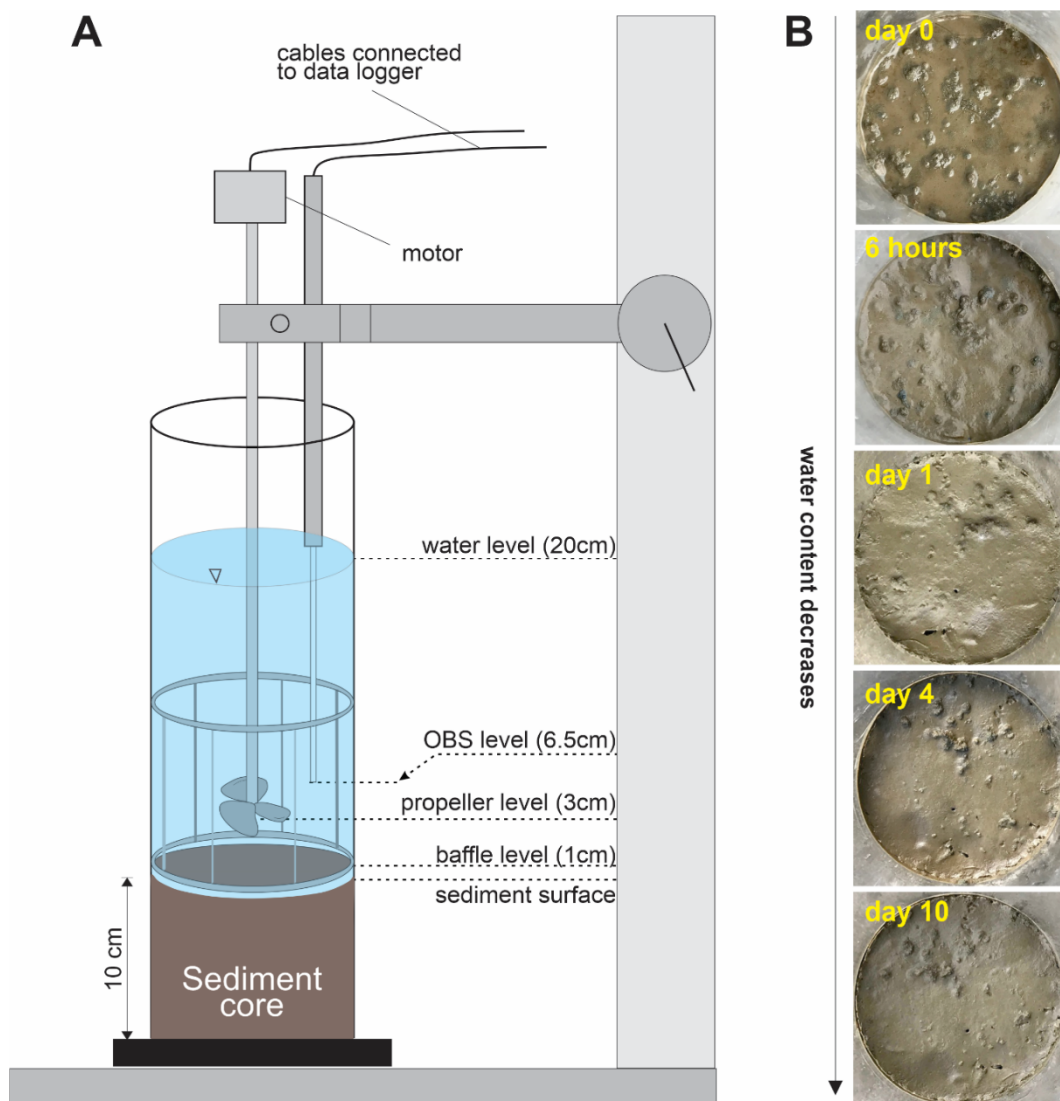 A
cables connected
to data logger
motor
water level (20cm)
OBS level (6.5cm)
propeller level (3cm)
baffle level (1cm)
sediment surface
10 cm
Sediment
core
B
water content decreases
day 0
6 hours
day 1
day 4
day 10